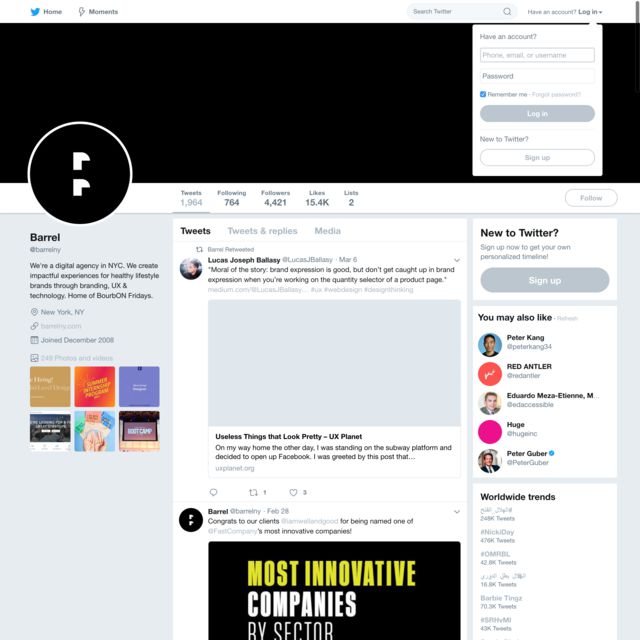 Home
Moments
Search Twitter
Have an account? Log in
Have an account?
Phone, email, or username
Password
Remember me · Forgot password?
Log in
New to Twitter?
Sign up
Tweets
1,964
Following
764
Followers
4,421
Likes
15.4K
Lists
2
Follow
Barrel
@barrelny
We're a digital agency in NYC. We create
impactful experiences for healthy lifestyle
brands through branding, UX &
technology. Home of BourbON Fridays.
New York, NY
barrelny.com
Joined December 2008
249 Photos and videos
SUMMER
INTERNSHIP
PROGRAM
BOOT CAMP
Tweets
Tweets & replies
Media
Barrel Retweeted
Lucas Joseph Ballasy @LucasJBallasy · Mar 6
"Moral of the story: brand expression is good, but don't get caught up in brand
expression when you're working on the quantity selector of a product page."
medium.com/@LucasJBallasy… #ux #webdesign #designthinking
Useless Things that Look Pretty – UX Planet
On my way home the other day, I was standing on the subway platform and
decided to open up Facebook. I was greeted by this post that…
uxplanet.org
1
3
Barrel @barrelny · Feb 28
Congrats to our clients @iamwellandgood for being named one of
@FastCompany's most innovative companies!
MOST INNOVATIVE
COMPANIES
BY SECTOR
New to Twitter?
Sign up now to get your own
personalized timeline!
Sign up
You may also like · Refresh
Peter Kang
@peterkang34
RED ANTLER
@redantler
Eduardo Meza-Etienne, M...
@edaccessible
Huge
@hugeinc
Peter Guber
@PeterGuber
Worldwide trends
248K Tweets
#NickiDay
476K Tweets
#OMRBL
42.8K Tweets
16.8K Tweets
Barbie Tingz
70.3K Tweets
#SRHvMI
43K Tweets